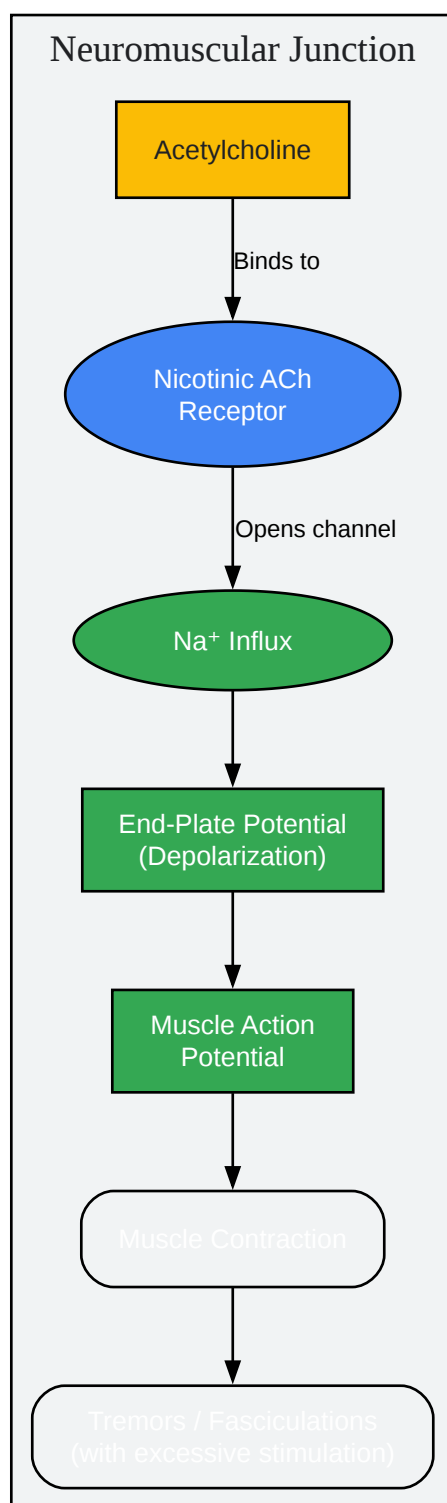 Neuromuscular Junction
Acetylcholine
Binds to
Nicotinic ACh
Receptor
Opens channel
Na⁺ Influx
End-Plate Potential
(Depolarization)
Muscle Action
Potential
Muscle Contraction
Tremors / Fasciculations
(with excessive stimulation)